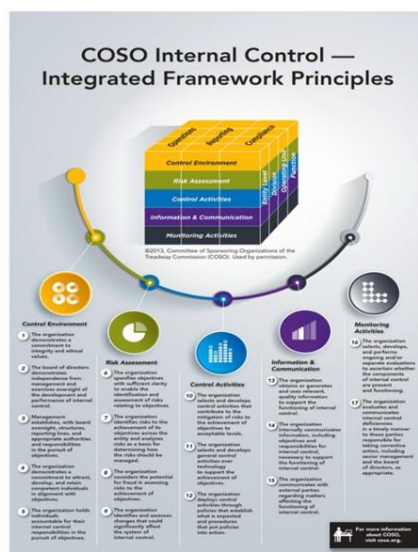 COSO Internal Control —
Integrated Framework Principles
Operations
Reporting
Compliance
Control Environment
Risk Assessment
Control Activities
Information & Communication
Monitoring Activities
Entity Level
Division
Operating Unit
Function
©2013, Committee of Sponsoring Organizations of the
Treadway Commission (COSO). Used by permission.
Control Environment
1 The organization
demonstrates a
commitment to
integrity and ethical
values.
2 The board of directors
demonstrates
independence from
management and
exercises oversight of
the development and
performance of internal
control.
3 Management
establishes, with board
oversight, structures,
reporting lines, and
appropriate authorities
and responsibilities
in the pursuit of
objectives.
4 The organization
demonstrates a
commitment to attract,
develop, and retain
competent individuals
in alignment with
objectives.
5 The organization holds
individuals
accountable for their
internal control
responsibilities in the
pursuit of objectives.
Risk Assessment
6 The organization
specifies objectives
with sufficient clarity
to enable the
identification and
assessment of risks
relating to objectives.
7 The organization
identifies risks to the
achievement of its
objectives across the
entity and analyzes
risks as a basis for
determining how the
risks should be
managed.
8 The organization
considers the potential
for fraud in assessing
risks to the
achievement of
objectives.
9 The organization
identifies and assesses
changes that could
significantly affect
the system of
internal control.
Control Activities
10 The organization
selects and develops
control activities that
contribute to the
mitigation of risks to
the achievement of
objectives to
acceptable levels.
11 The organization
selects and develops
general control
activities over
technology to
support the
achievement of
objectives.
12 The organization
deploys control
activities through
policies that establish
what is expected and
procedures that
put policies
into action.
Information &
Communication
13 The organization
obtains or generates
and uses relevant,
quality information
to support the
functioning of internal
control.
14 The organization
internally communicates
information, including
objectives and
responsibilities for
internal control,
necessary to support
the functioning of
internal control.
15 The organization
communicates with
external parties
regarding matters
affecting the
functioning of
internal control.
Monitoring
Activities
16 The organization
selects, develops, and
performs ongoing
and/or separate
evaluations to
ascertain whether
the components of
internal control
are present and
functioning.
17 The organization
evaluates and
communicates
internal control
deficiencies in
a timely manner
to those parties
responsible for
taking corrective
action, including
senior management
and the board
of directors, as
appropriate.
For more information
about COSO,
visit coso.org.